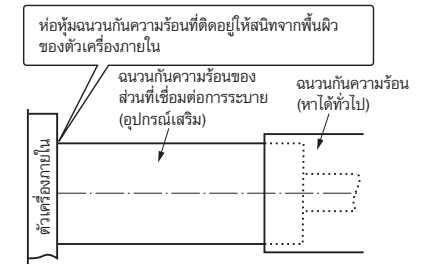 ห่อหุ้มฉนวนกันความร้อนที่ติดอยู่ให้สนิทจากพื้นผิว
ของตัวเครื่องภายใน
ฉนวนกันความร้อนของ
ส่วนที่เชื่อมต่อการระบาย
(อุปกรณ์เสริม)
ฉนวนกันความร้อน
(หาได้ทั่วไป)
ตัวเครื่องภายใน